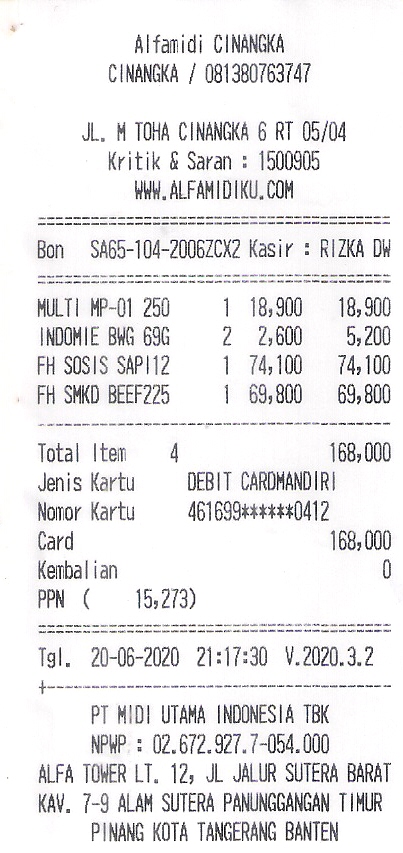 Alfamidi CINANGKA
CINANGKA / 081380763747
JL. M TOHA CINANGKA 6 RT 05/04
Kritik & Saran : 1500905
WWW.ALFAMIDIKU.COM
Bon SA65-104-2006ZCX2 Kasir : RIZKA DW
MULTI MP-01 250 1 18,900 18,900
INDOMIE BWG 69G 2 2,600 5,200
FH SOSIS SAPI12 1 74,100 74,100
FH SMKD BEEF225 1 69,800 69,800
Total Item 4 168,000
Jenis Kartu DEBIT CARDMANDIRI
Nomor Kartu 461699******0412
Card 168,000
Kembalian 0
PPN ( 15,273)
Tgl. 20-06-2020 21:17:30 V.2020.3.2
PT MIDI UTAMA INDONESIA TBK
NPWP : 02.672.927.7-054.000
ALFA TOWER LT. 12, JL JALUR SUTERA BARAT
KAV. 7-9 ALAM SUTERA PANUNGGANGAN TIMUR
PINANG KOTA TANGERANG BANTEN